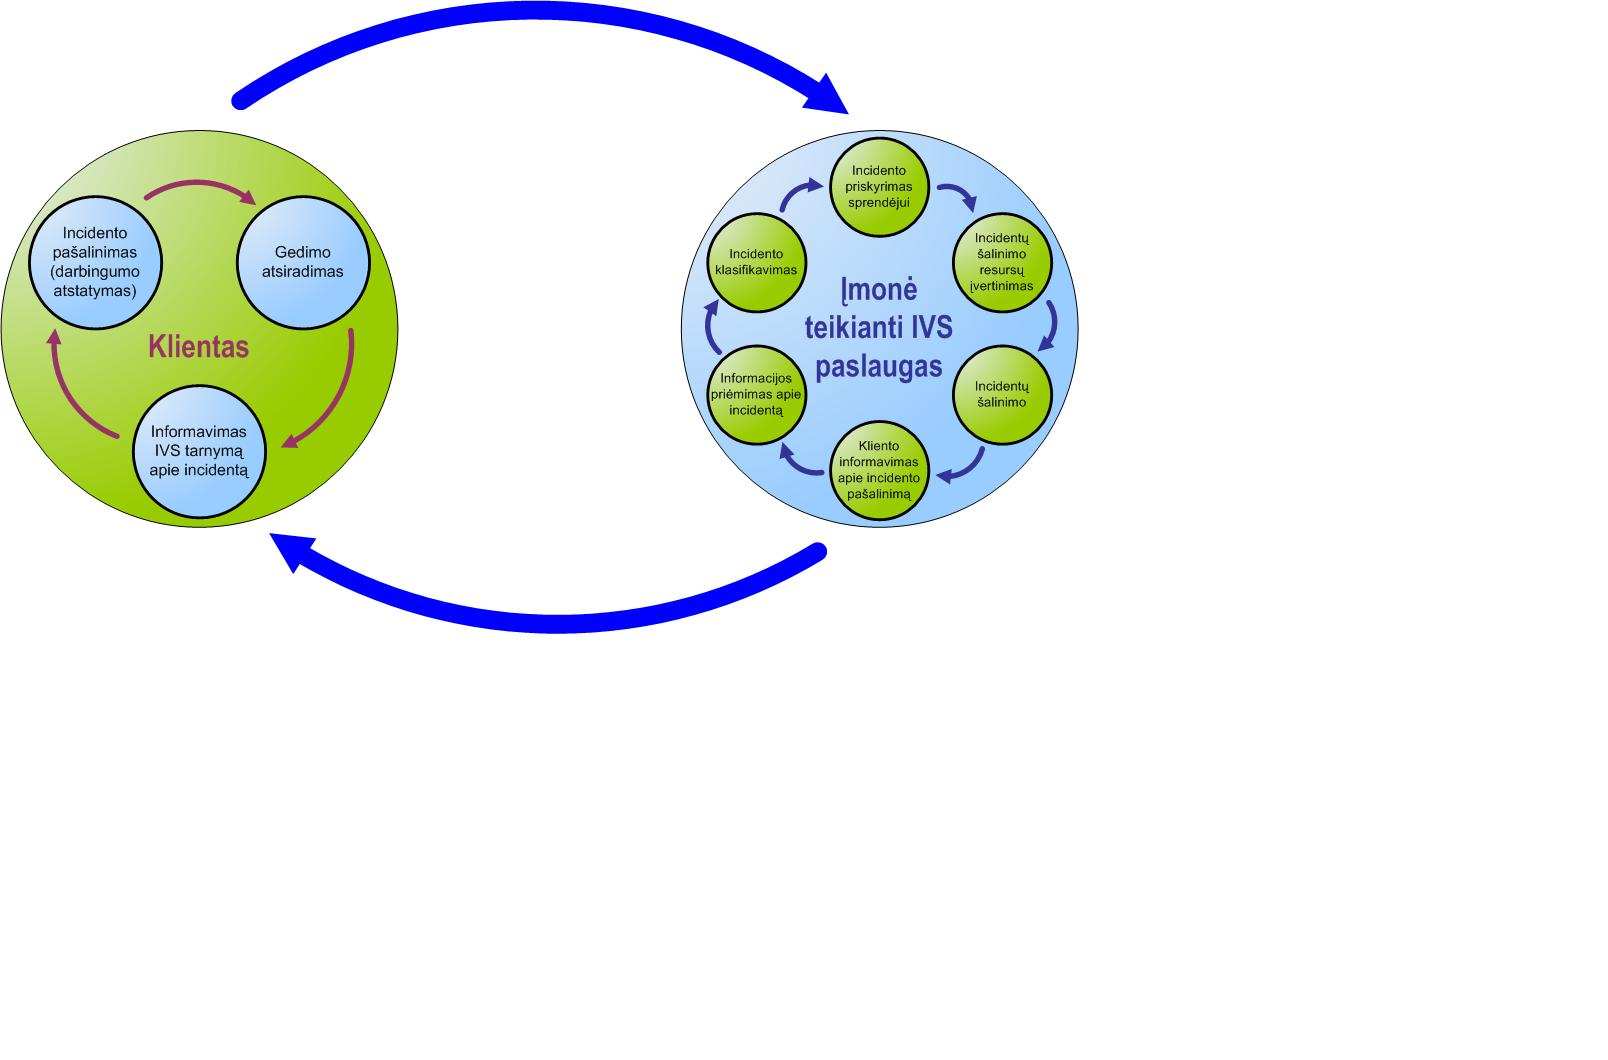 Incidento
pašalinimas
(darbingumo
atstatymas)
Gedimo
atsiradimas
Klientas
Informavimas
IVS tarnymą
apie incidentą
Incidento
priskyrimas
sprendėjui
Incidento
klasifikavimas
Incidentų
šalinimo
resursų
įvertinimas
Įmonė
teikianti IVS
paslaugas
Informacijos
priėmimas apie
incidentą
Incidentų
šalinimo
Kliento
informavimas
apie incidento
pašalinimą